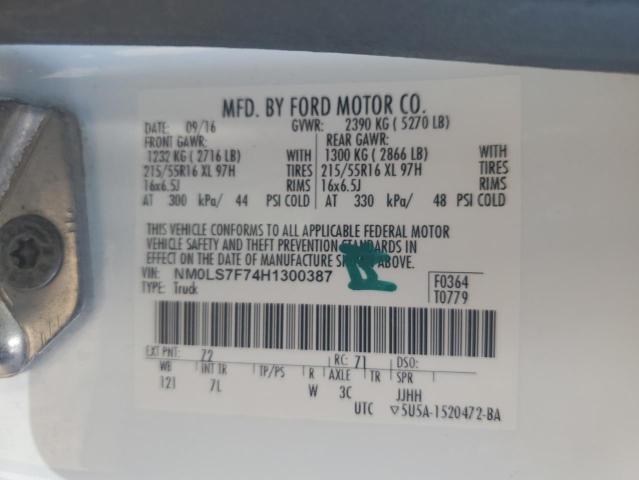 MFD. BY FORD MOTOR CO.
DATE: 09/16 GVWR: 2390 KG (5270 LB)
FRONT GAWR: REAR GAWR:
1232 KG (2716 LB) WITH 1300 KG (2866 LB) WITH
215/55R16 XL 97H TIRES 215/55R16 XL 97H TIRES
16x6.5J RIMS 16x6.5J RIMS
AT 300 kPa/ 44 PSI COLD AT 330 kPa/ 48 PSI COLD
THIS VEHICLE CONFORMS TO ALL APPLICABLE FEDERAL MOTOR
VEHICLE SAFETY AND THEFT PREVENTION STANDARDS
IN EFFECT ON THE DATE OF MANUFACTURE ABOVE.
VIN: NM0LS7F74H1300387 F0364
TYPE: Truck T0779
EXT PNT: 72 RC: 71 DSO:
WB INT TR TP/PS R AXLE TR SPR
121 7L W 3C JJHH
UTC ▽5U5A-1520472-BA